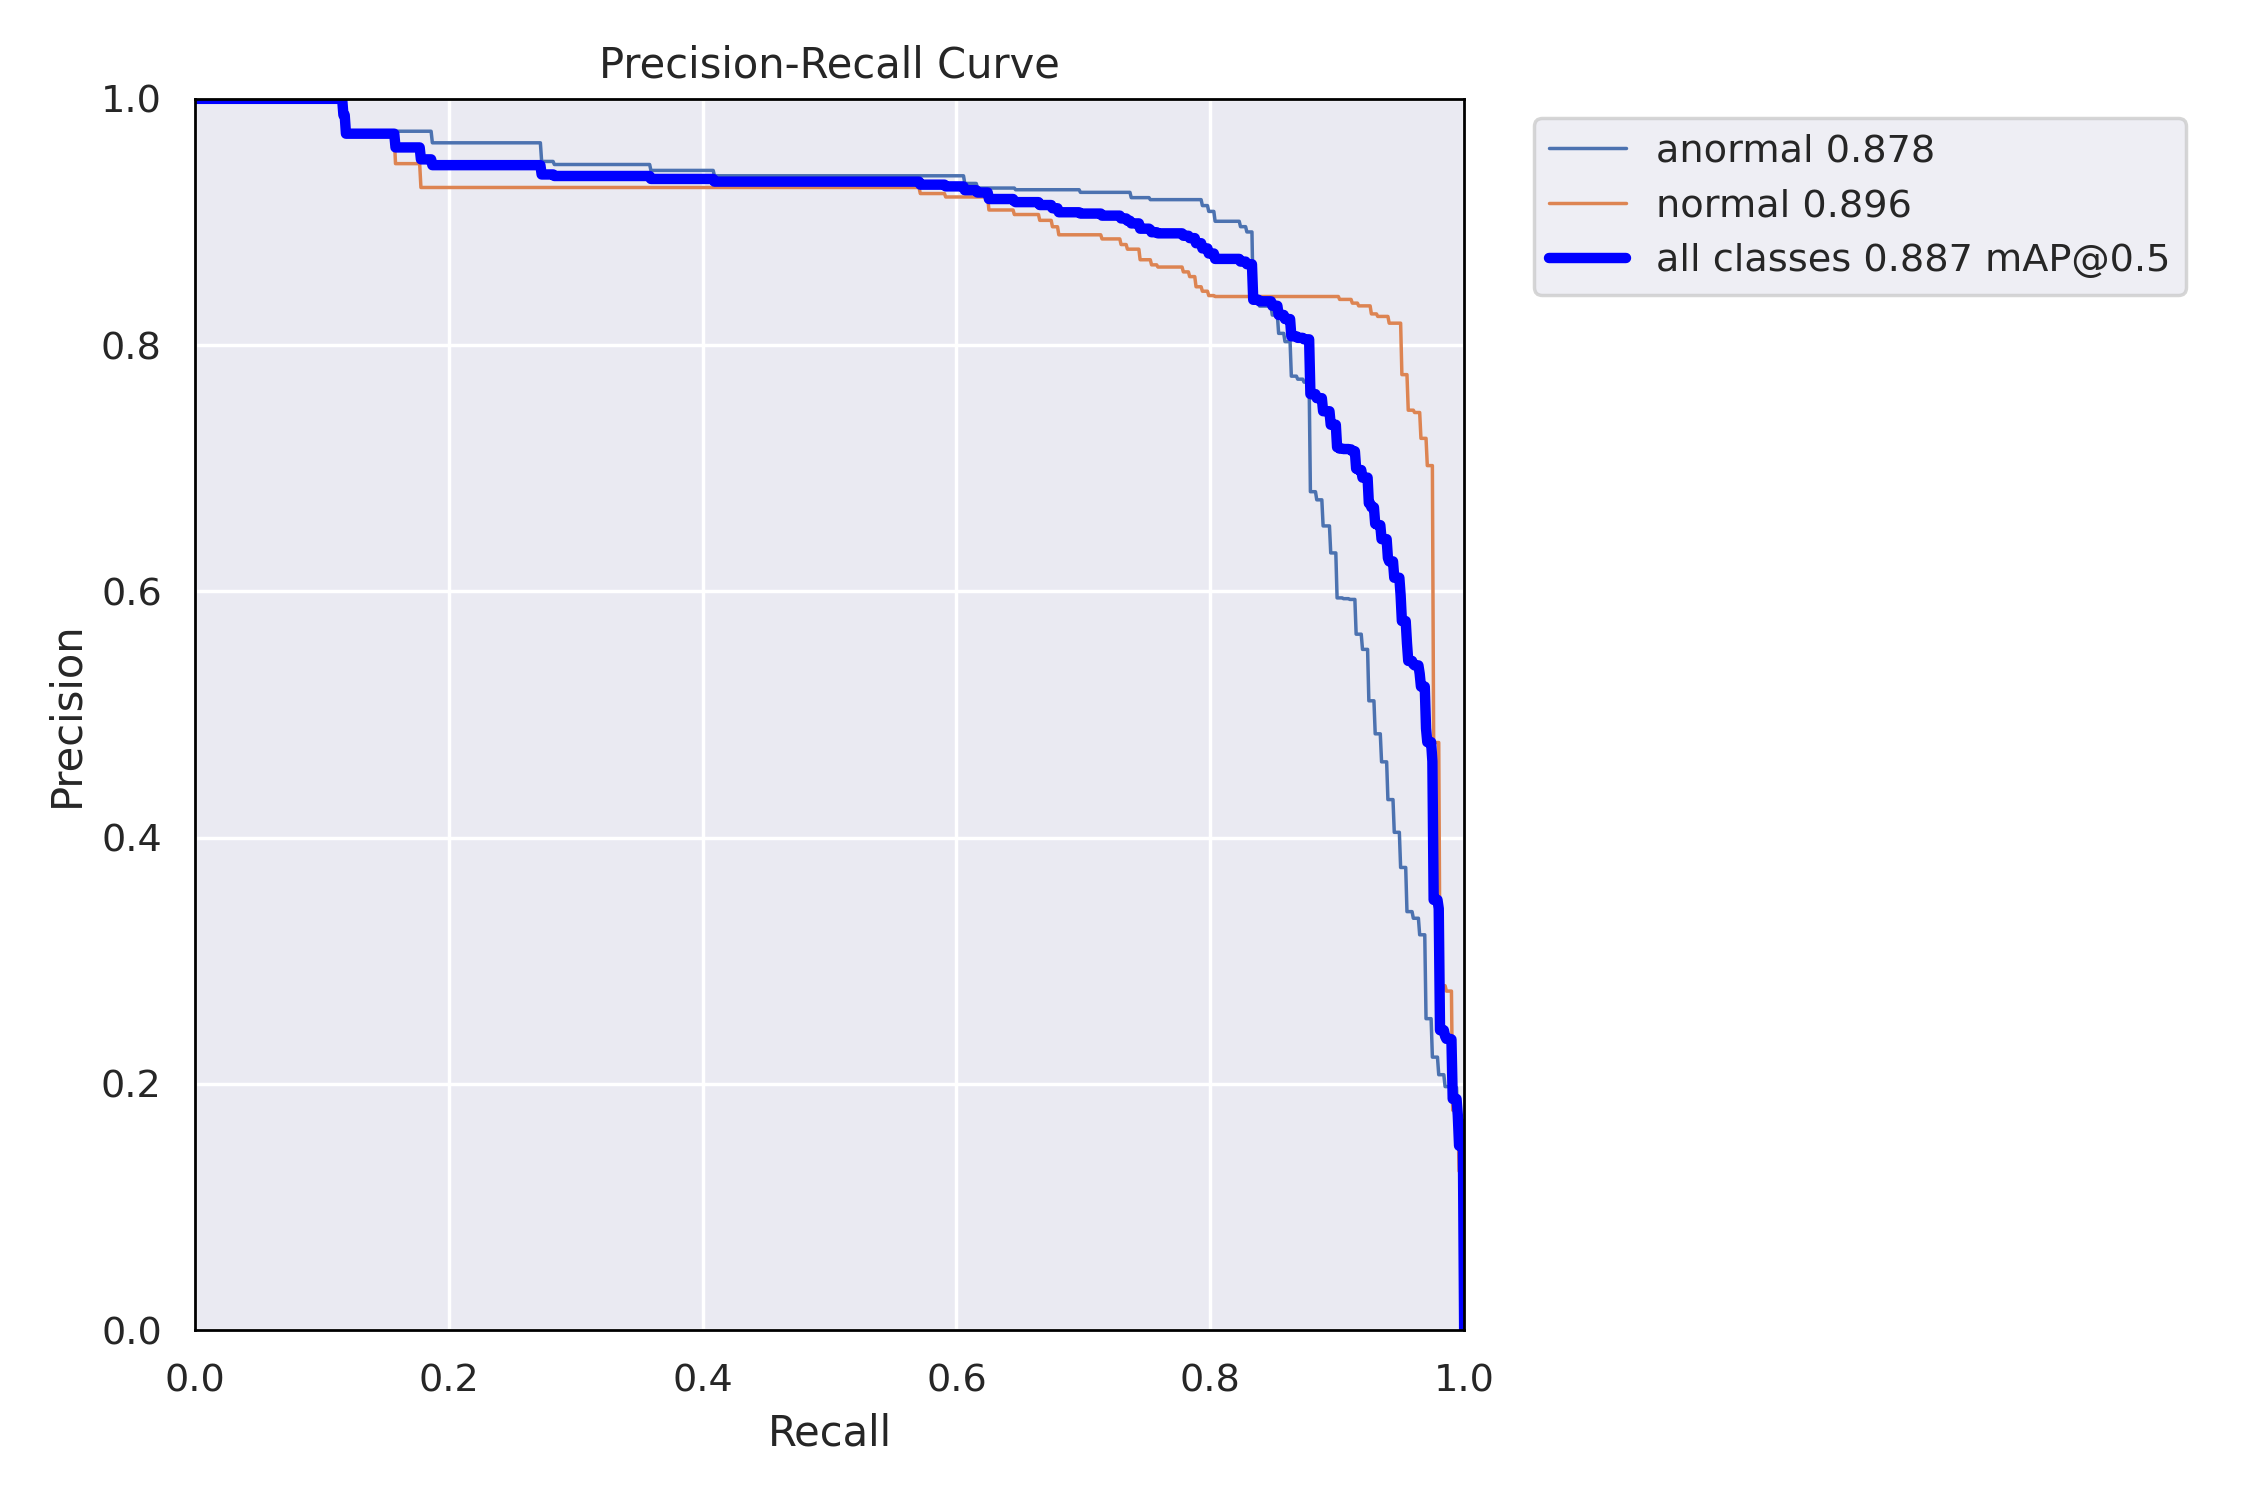 Precision-Recall Curve
1.0
0.8
0.6
0.4
0.2
0.0
Precision
0.0 0.2 0.4 0.6 0.8 1.0
Recall
anormal 0.878
normal 0.896
all classes 0.887 mAP@0.5